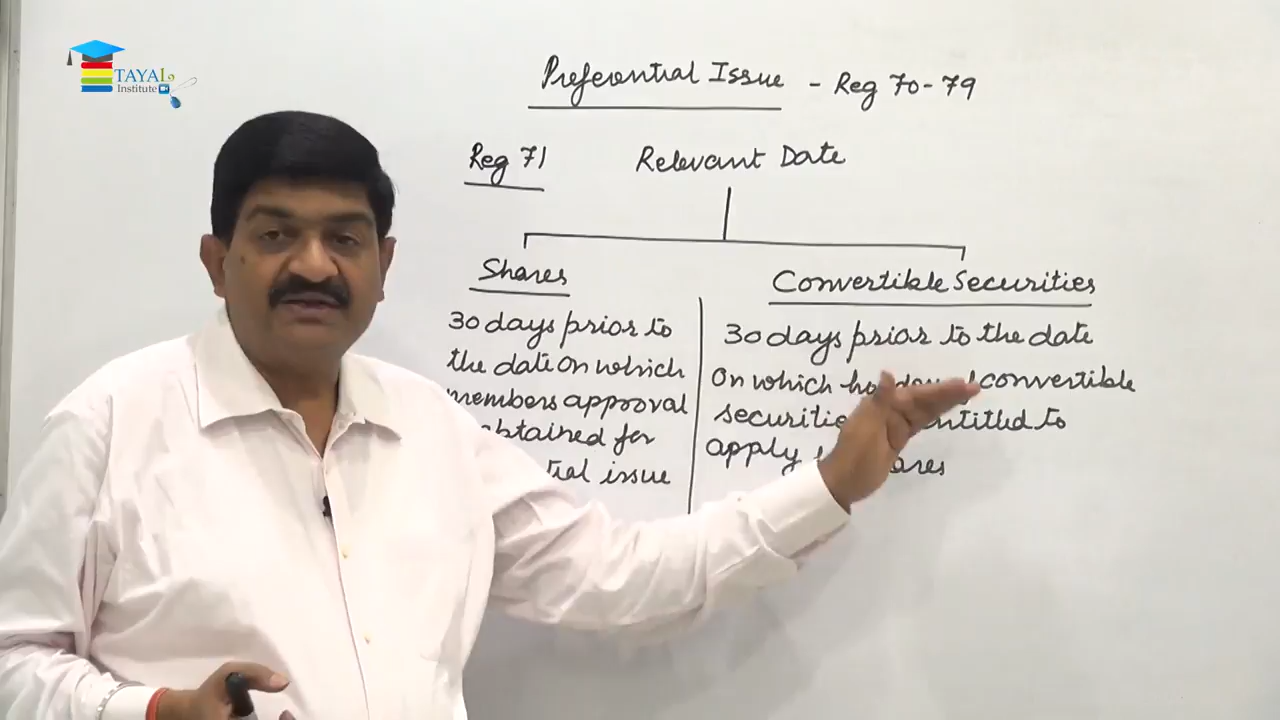 TAYAL
Institute
Preferential Issue - Reg 70-79
Reg 71
Relevant Date
Shares
30 days prior to
the date on which
members approval
obtained for
issue
Convertible Securities
30 days prior to the date
on which convertible
securities entitled to
apply